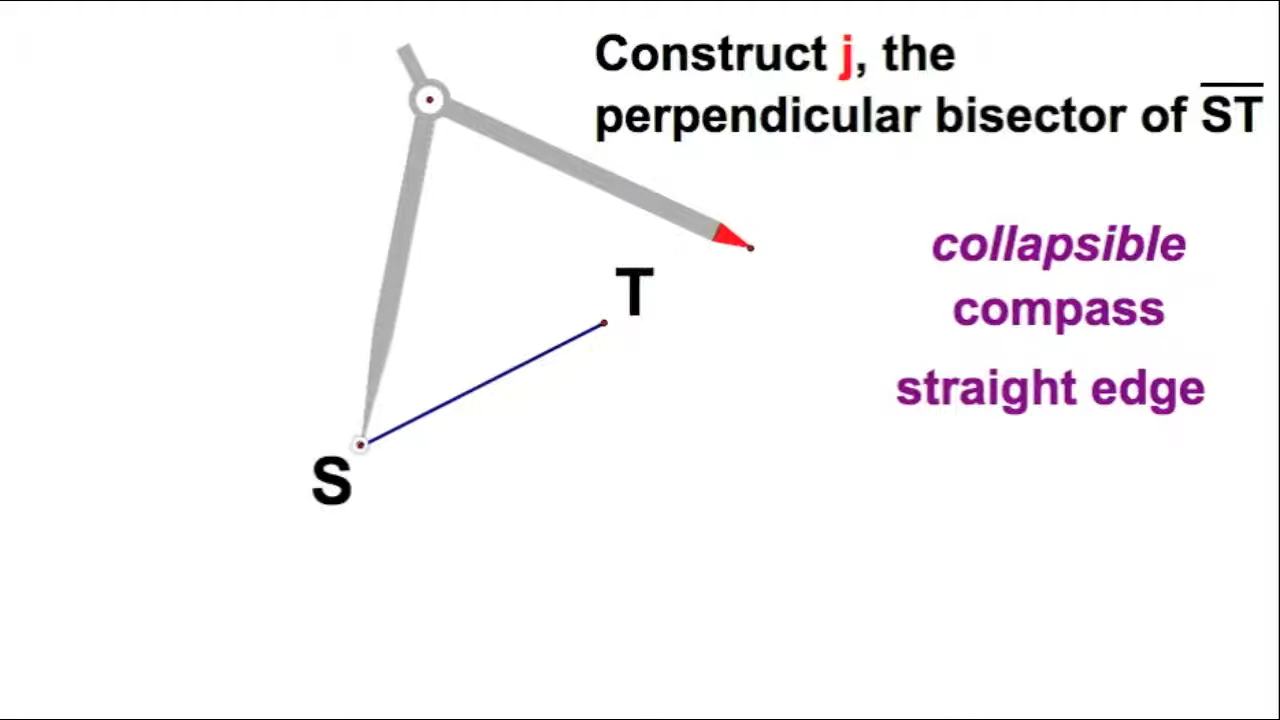 Construct j, the
perpendicular bisector of ST
collapsible
compass
straight edge
T
S